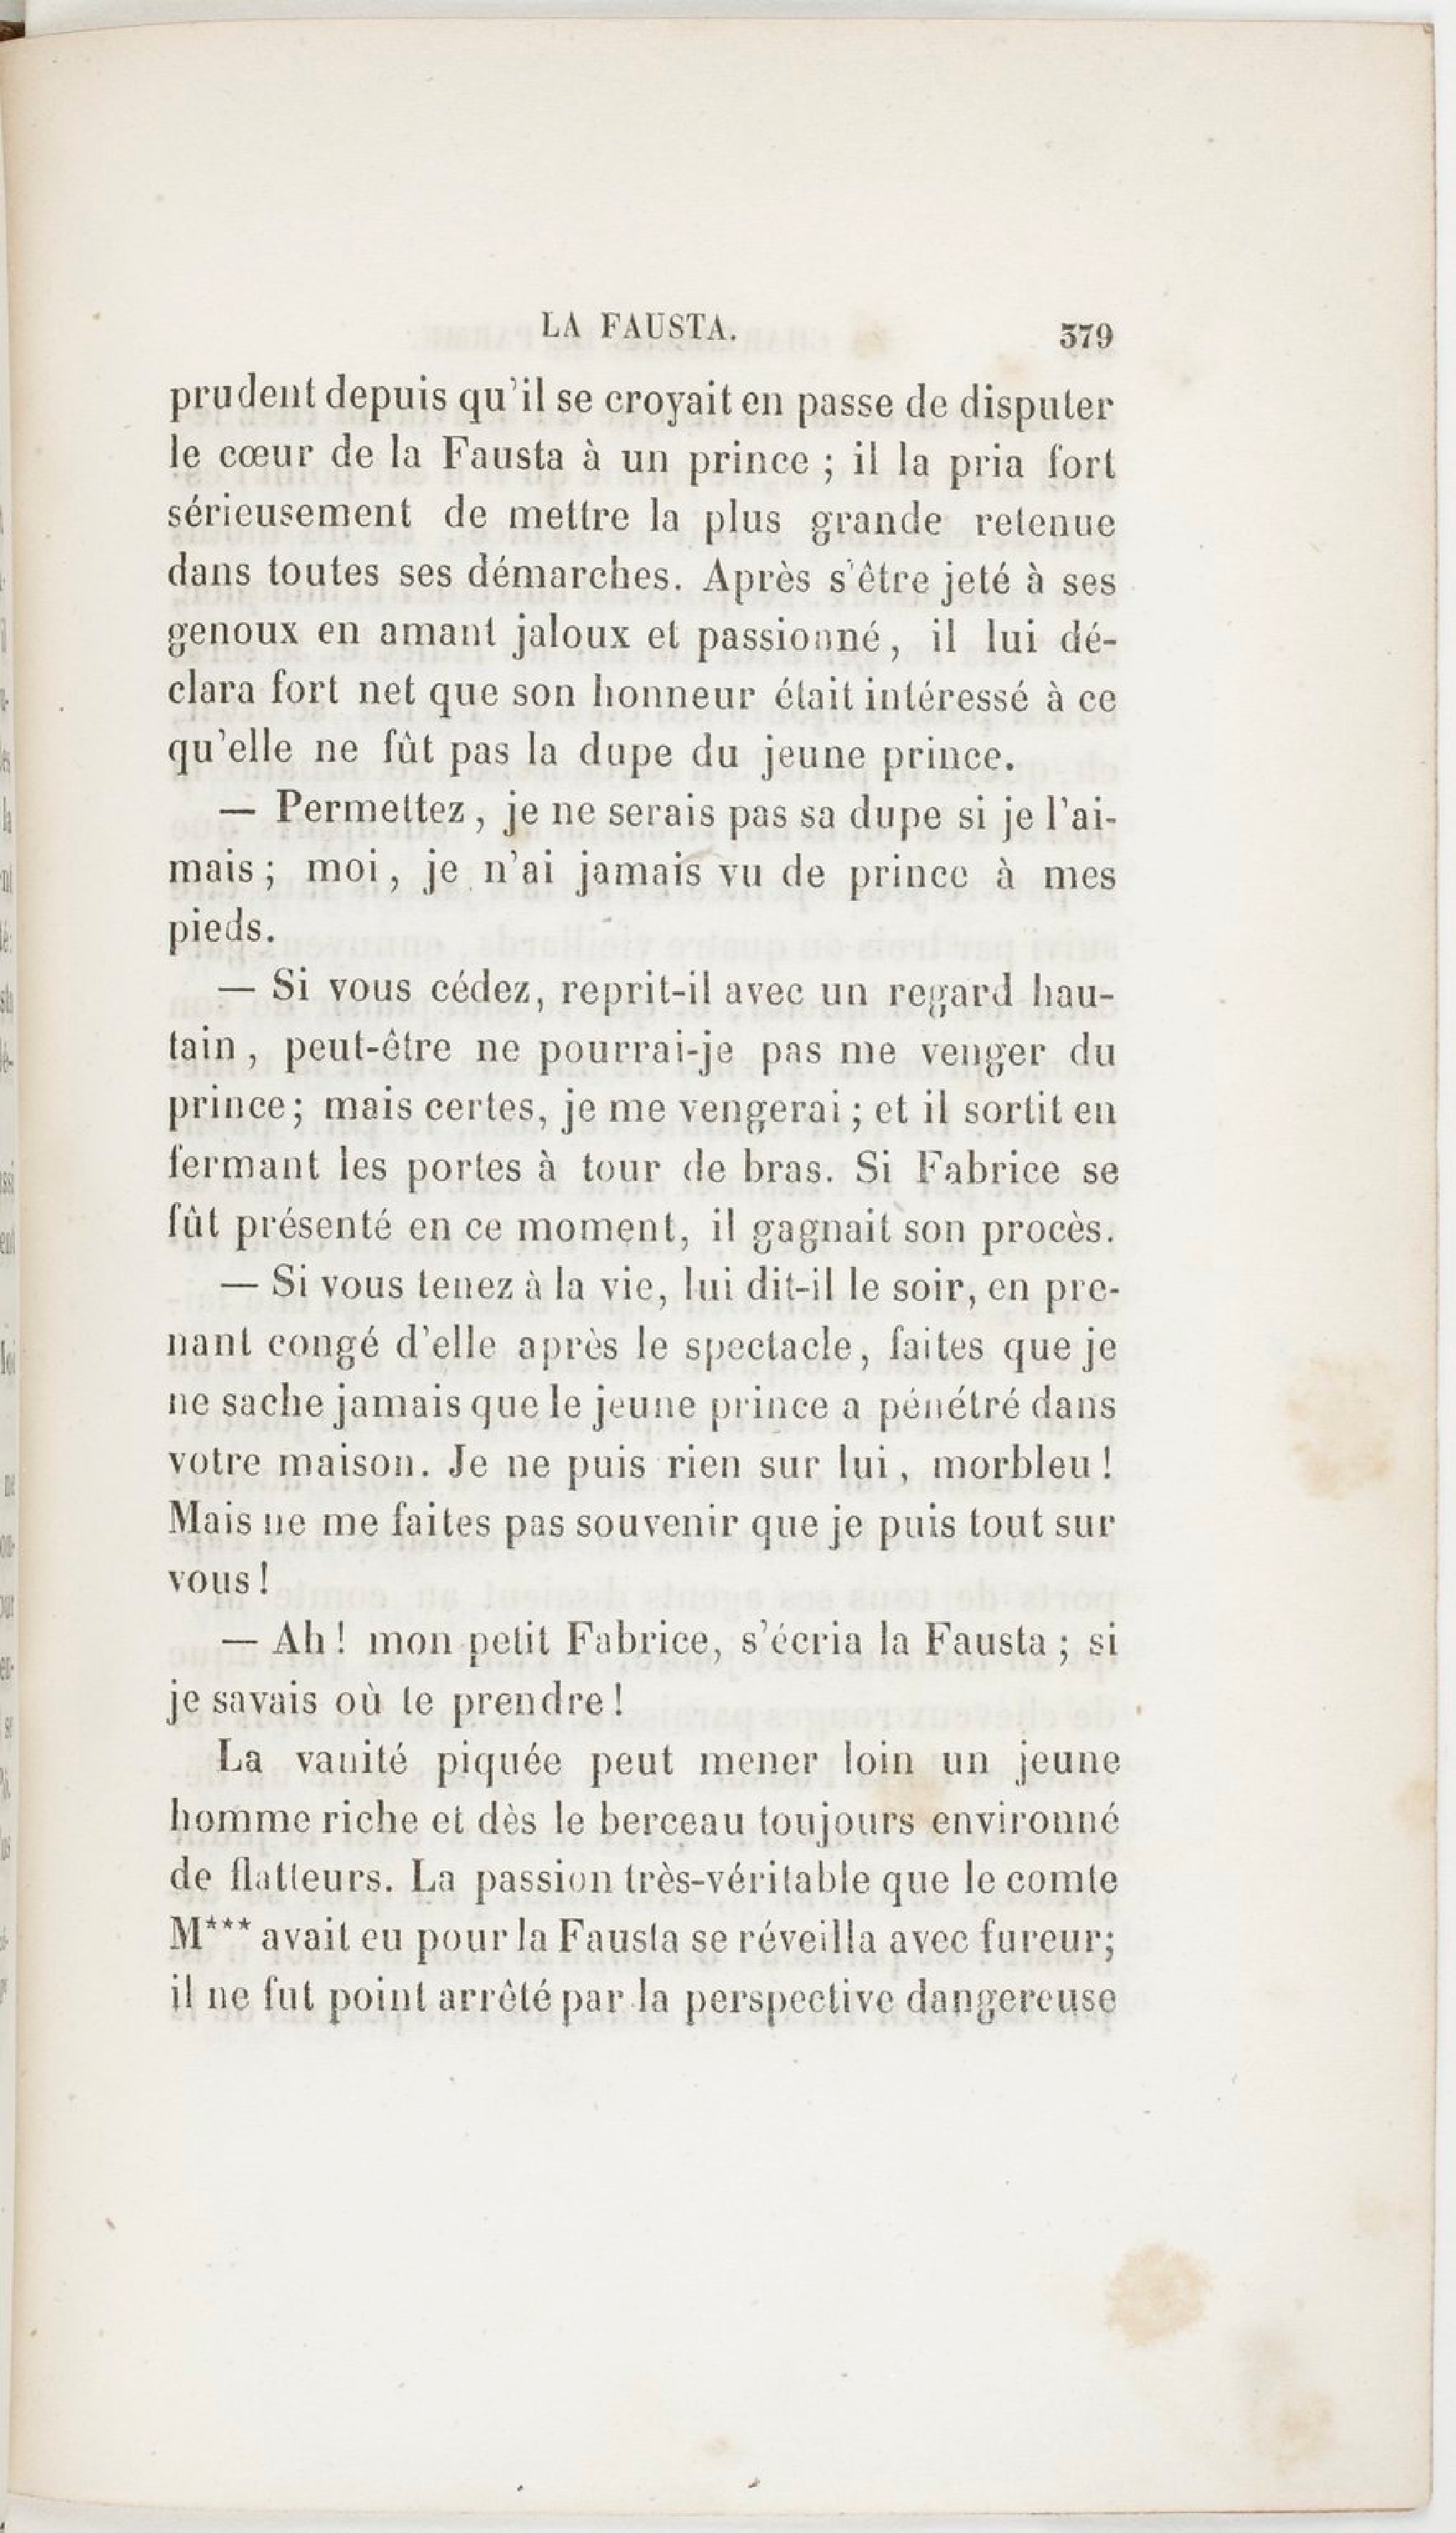 LA FAUSTA. 379
prudent depuis qu'il se croyait en passe de disputer
le cœur de la Fausta à un prince ; il la pria fort
sérieusement de mettre la plus grande retenue
dans toutes ses démarches. Après s'être jeté à ses
genoux en amant jaloux et passionné, il lui dé-
clara fort net que son honneur était intéressé à ce
qu'elle ne fût pas la dupe du jeune prince.
— Permettez, je ne serais pas sa dupe si je l'ai-
mais ; moi, je n'ai jamais vu de prince à mes
pieds.
— Si vous cédez, reprit-il avec un regard hau-
tain, peut-être ne pourrai-je pas me venger du
prince ; mais certes, je me vengerai ; et il sortit en
fermant les portes à tour de bras. Si Fabrice se
fût présenté en ce moment, il gagnait son procès.
— Si vous tenez à la vie, lui dit-il le soir, en pre-
nant congé d'elle après le spectacle, faites que je
ne sache jamais que le jeune prince a pénétré dans
votre maison. Je ne puis rien sur lui, morbleu !
Mais ne me faites pas souvenir que je puis tout sur
vous !
— Ah ! mon petit Fabrice, s'écria la Fausta ; si
je savais où te prendre !
La vanité piquée peut mener loin un jeune
homme riche et dès le berceau toujours environné
de flatteurs. La passion très-véritable que le comte
M*** avait eu pour la Fausta se réveilla avec fureur ;
il ne fut point arrêté par la perspective dangereuse